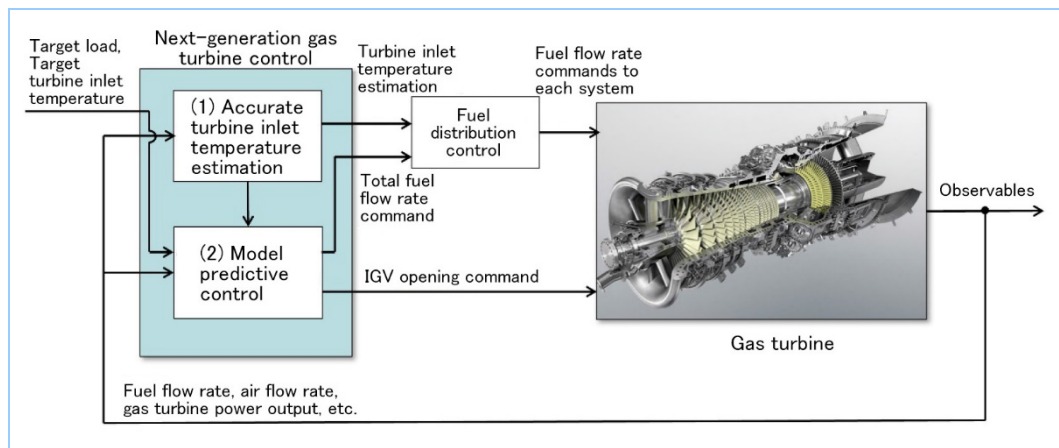 Target load,
Target
turbine inlet
temperature
Next-generation gas
turbine control
(1) Accurate
turbine inlet
temperature
estimation
(2) Model
predictive
control
Turbine inlet
temperature
estimation
Total fuel
flow rate
command
Fuel
distribution
control
Fuel flow rate
commands to
each system
IGV opening command
Gas turbine
Observables
Fuel flow rate, air flow rate,
gas turbine power output, etc.